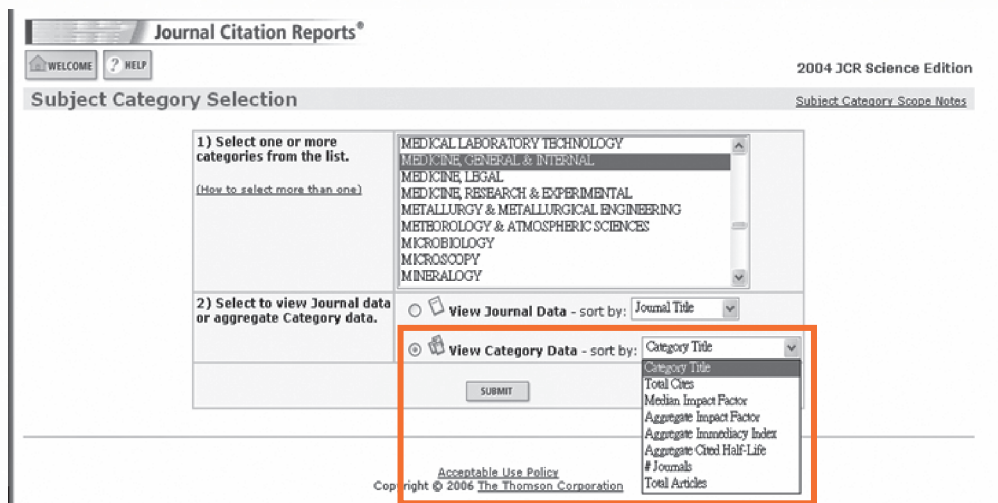 Journal Citation Reports®
WELCOME ? HELP
2004 JCR Science Edition
Subject Category Selection
Subject Category Scope Notes
1) Select one or more
categories from the list.
(How to select more than one)
MEDICAL LABORATORY TECHNOLOGY
MEDICINE, GENERAL & INTERNAL
MEDICINE, LEGAL
MEDICINE, RESEARCH & EXPERIMENTAL
METALLURGY & METALLURGICAL ENGINEERING
METEOROLOGY & ATMOSPHERIC SCIENCES
MICROBIOLOGY
MICROSCOPY
MINERALOGY
2) Select to view Journal data
or aggregate Category data.
View Journal Data - sort by: Journal Title
View Category Data - sort by: Category Title
Category Title
Total Cites
Median Impact Factor
Aggregate Impact Factor
Aggregate Immediacy Index
Aggregate Cited Half-Life
# Journals
Total Articles
SUBMIT
Acceptable Use Policy
Copyright © 2006 The Thomson Corporation